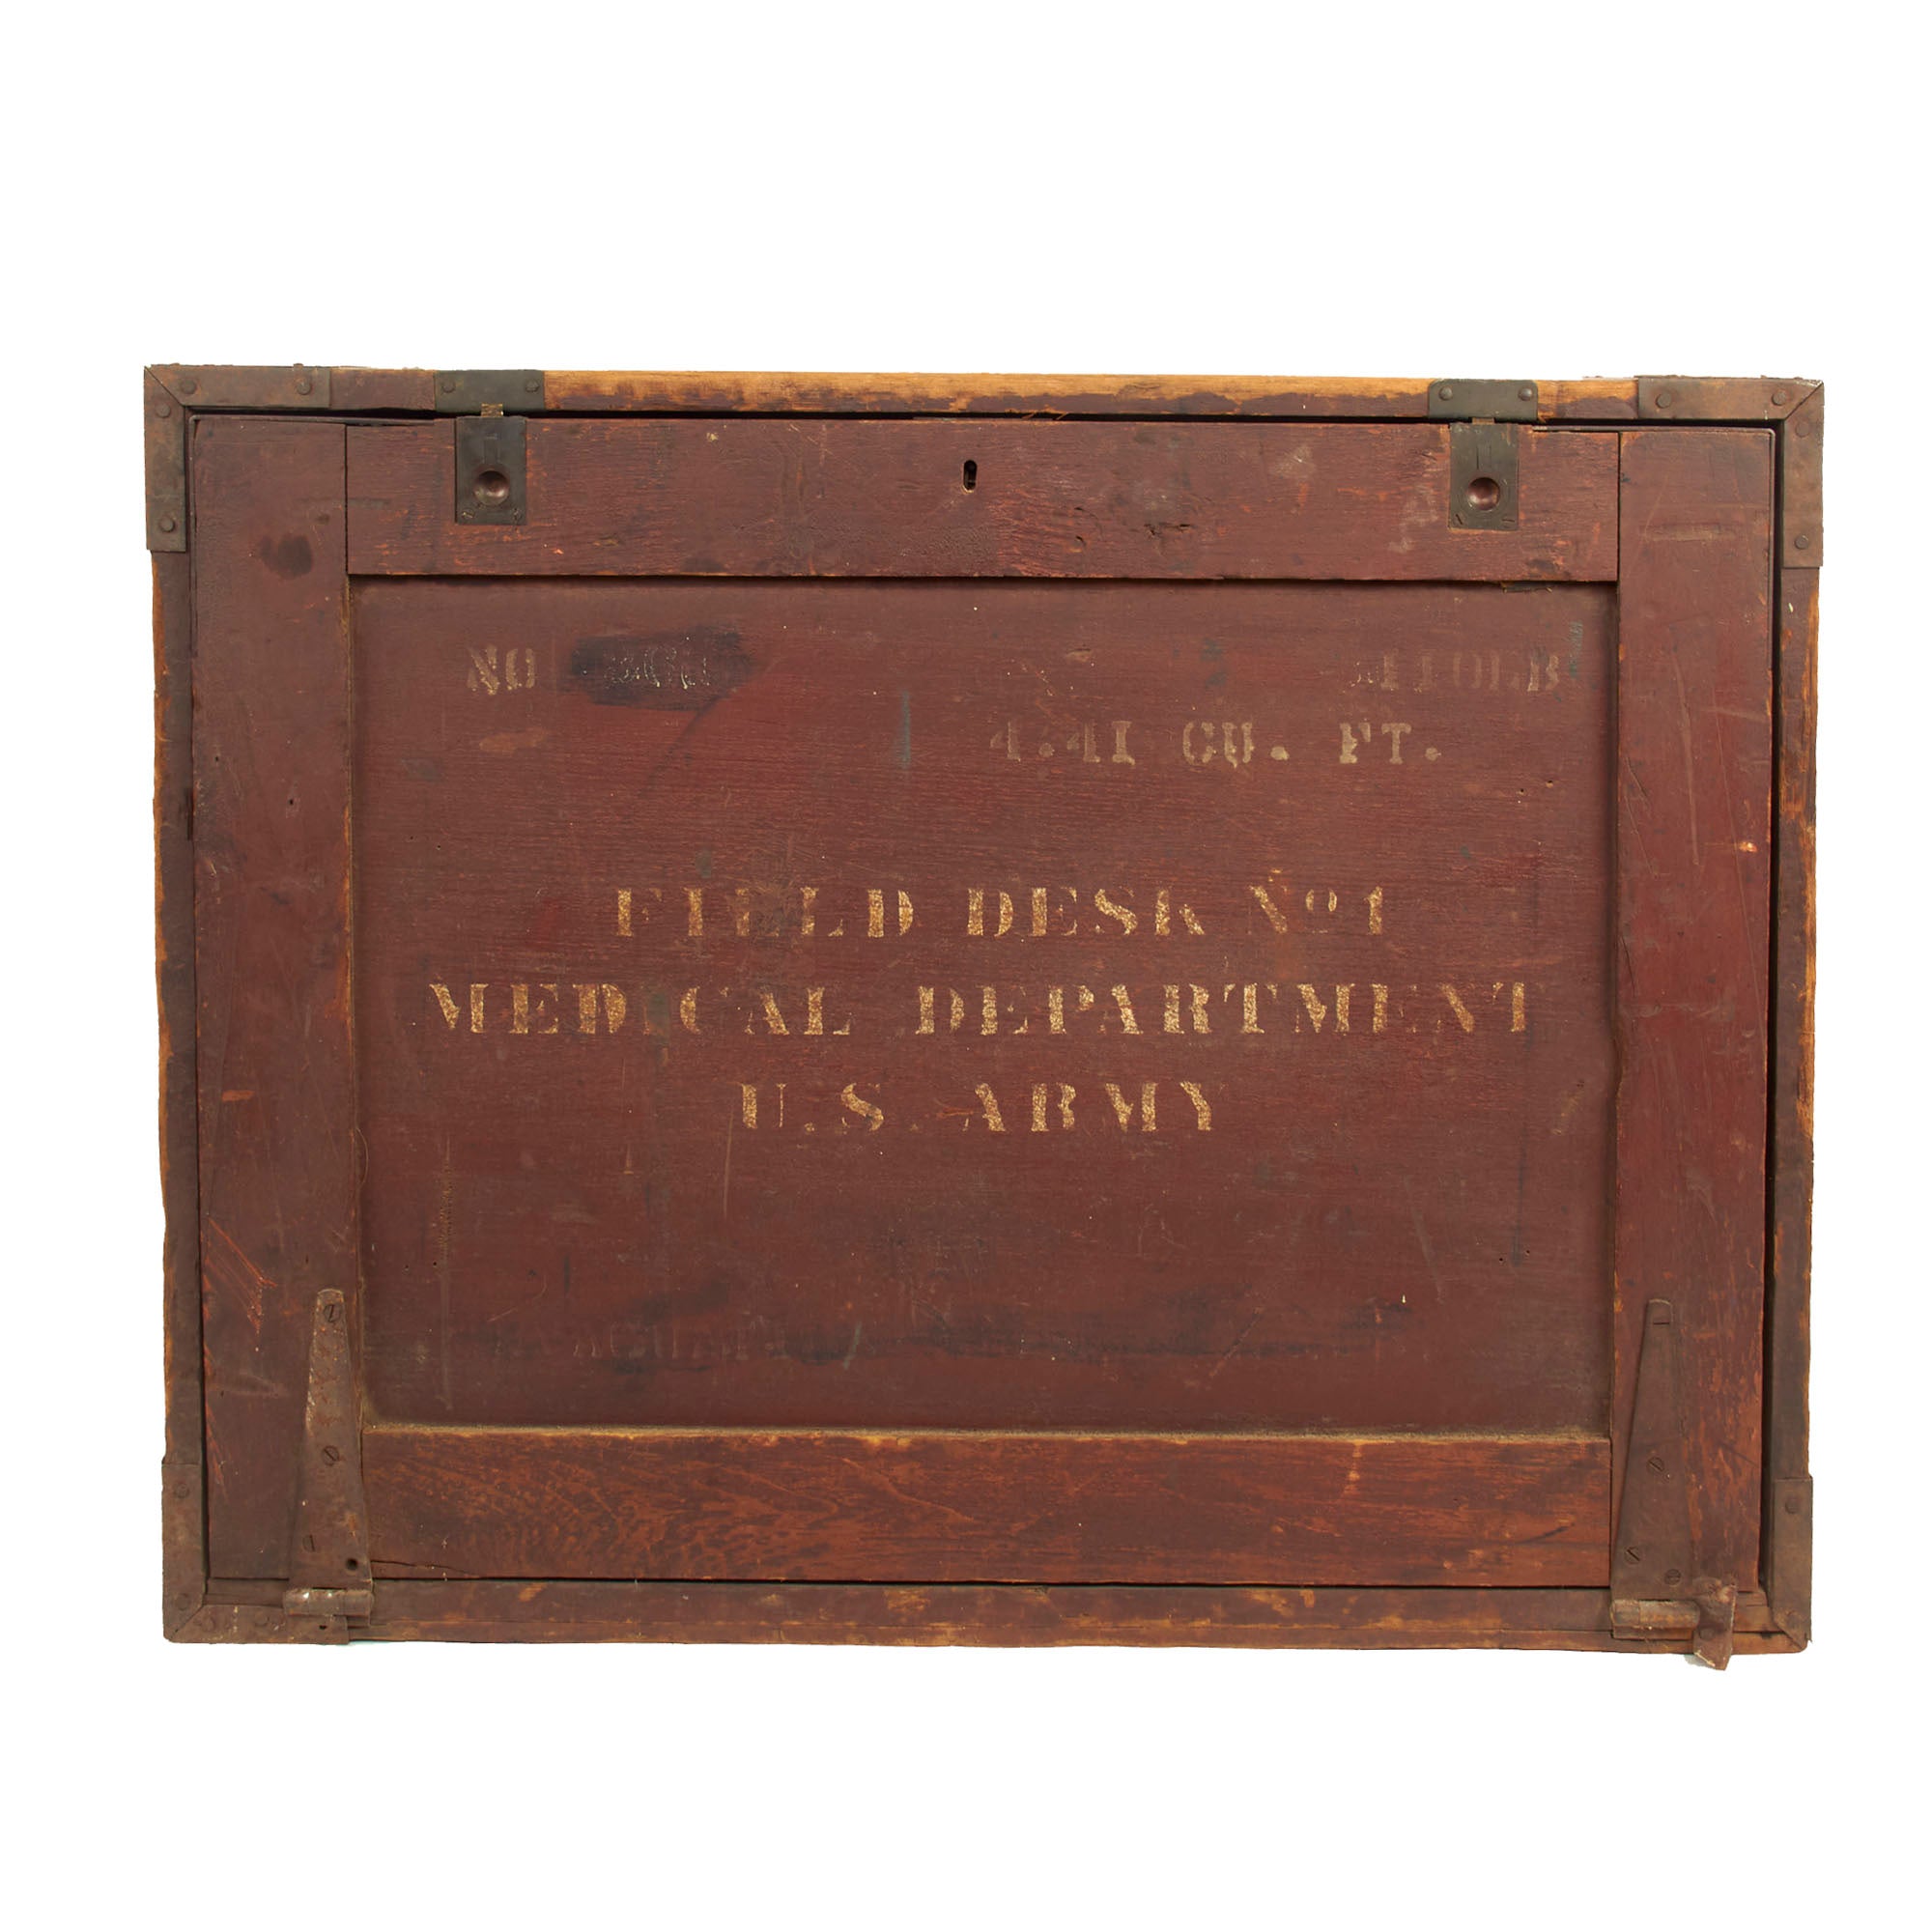 NO
4.41 CU. FT.
FIELD DESK No 1
MEDICAL DEPARTMENT
U.S. ARMY